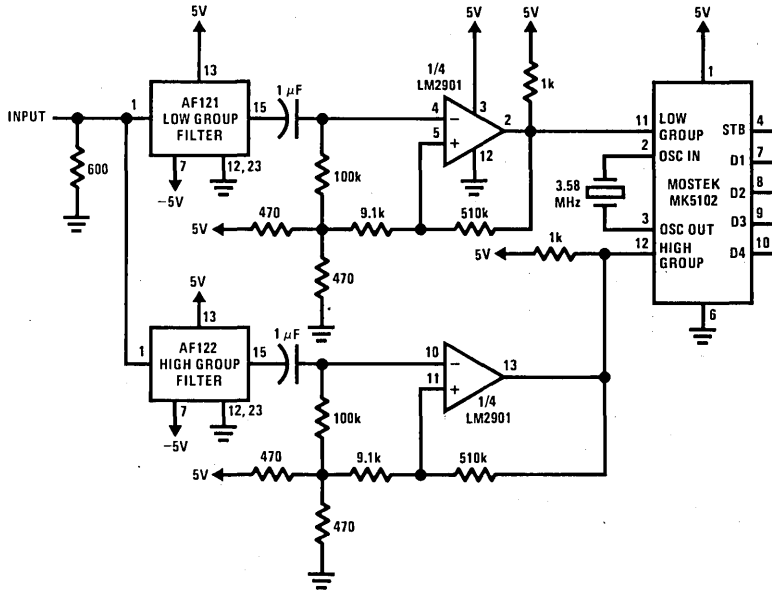 5V
5V
5V
5V
13
1/4
LM2901
1k
1
INPUT
1
AF121
LOW GROUP
FILTER
15
1 μF
4
−
3
2
11
LOW
GROUP
STB
4
5
+
12
2
OSC IN
D1
7
7
12, 23
−5V
600
100k
3.58
MHz
MOSTEK
MK5102
D2
8
D3
9
5V
470
9.1k
510k
3
OSC OUT
12
HIGH
GROUP
D4
10
5V
1k
5V
470
6
13
1 μF
1
AF122
HIGH GROUP
FILTER
15
10
−
13
11
+
1/4
LM2901
7
12, 23
−5V
100k
5V
470
9.1k
510k
470